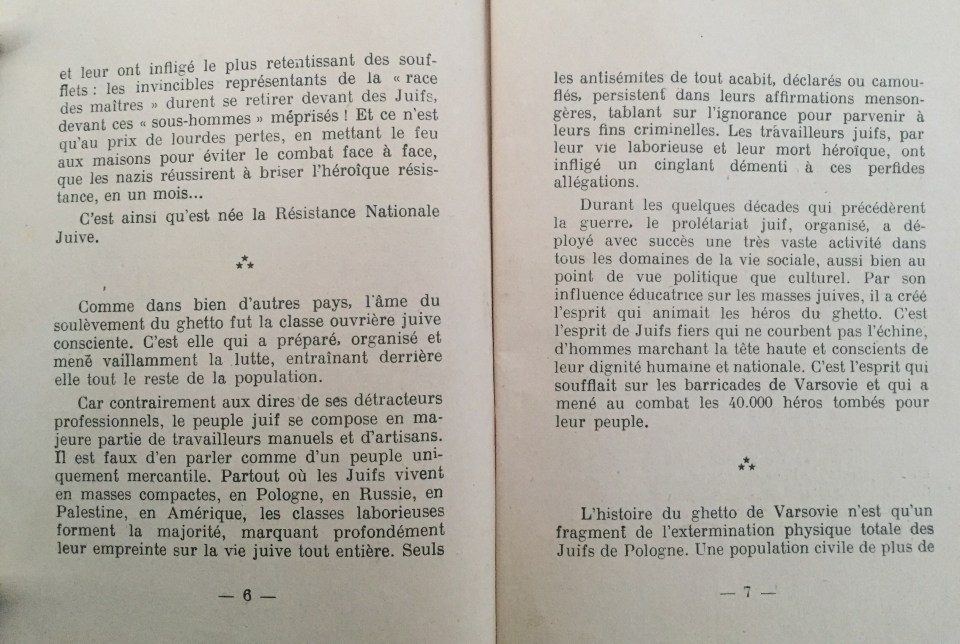 et leur ont infligé le plus retentissant des souf-
flets : les invincibles représentants de la « race
des maîtres » durent se retirer devant des Juifs,
devant ces « sous-hommes » méprisés ! Et ce n'est
qu'au prix de lourdes pertes, en mettant le feu
aux maisons pour éviter le combat face à face,
que les nazis réussirent à briser l'héroïque résis-
tance, en un mois...
C'est ainsi qu'est née la Résistance Nationale
Juive.
Comme dans bien d'autres pays, l'âme du
soulèvement du ghetto fut la classe ouvrière juive
consciente. C'est elle qui a préparé, organisé et
mené vaillamment la lutte, entraînant derrière
elle tout le reste de la population.
Car contrairement aux dires de ses détracteurs
professionnels, le peuple juif se compose en ma-
jeure partie de travailleurs manuels et d'artisans.
Il est faux d'en parler comme d'un peuple uni-
quement mercantile. Partout où les Juifs vivent
en masses compactes, en Pologne, en Russie, en
Palestine, en Amérique, les classes laborieuses
forment la majorité, marquant profondément
leur empreinte sur la vie juive tout entière. Seuls
— 6 —
les antisémites de tout acabit, déclarés ou camou-
flés, persistent dans leurs affirmations menson-
gères, tablant sur l'ignorance pour parvenir à
leurs fins criminelles. Les travailleurs juifs, par
leur vie laborieuse et leur mort héroïque, ont
infligé un cinglant démenti à ces perfides
allégations.
Durant les quelques décades qui précédèrent
la guerre, le prolétariat juif, organisé, a dé-
ployé avec succès une très vaste activité dans
tous les domaines de la vie sociale, aussi bien au
point de vue politique que culturel. Par son
influence éducatrice sur les masses juives, il a créé
l'esprit qui animait les héros du ghetto. C'est
l'esprit de Juifs fiers qui ne courbent pas l'échine,
d'hommes marchant la tête haute et conscients de
leur dignité humaine et nationale. C'est l'esprit qui
soufflait sur les barricades de Varsovie et qui a
mené au combat les 40.000 héros tombés pour
leur peuple.
L'histoire du ghetto de Varsovie n'est qu'un
fragment de l'extermination physique totale des
Juifs de Pologne. Une population civile de plus de
— 7 —